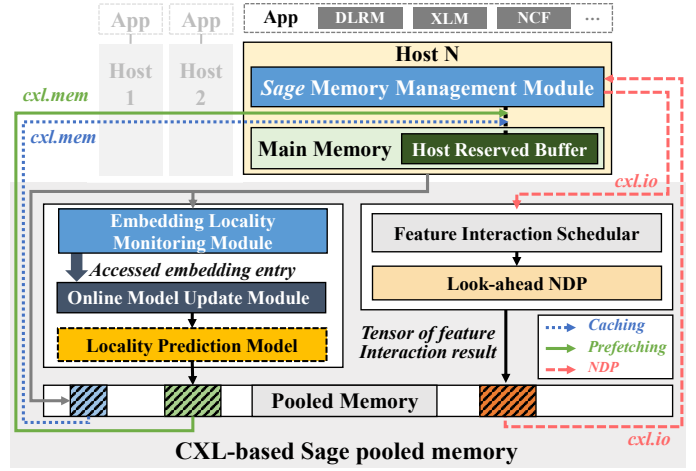 App App App DLRM XLM NCF ...
Host N
Host Host
1 2
cxl.mem
Sage Memory Management Module
cxl.mem
Main Memory Host Reserved Buffer
cxl.io
Embedding Locality
Monitoring Module
Feature Interaction Schedular
Accessed embedding entry
Look-ahead NDP
Online Model Update Module
Locality Prediction Model
Tensor of feature
Interaction result
Caching
Prefetching
NDP
Pooled Memory
cxl.io
CXL-based Sage pooled memory